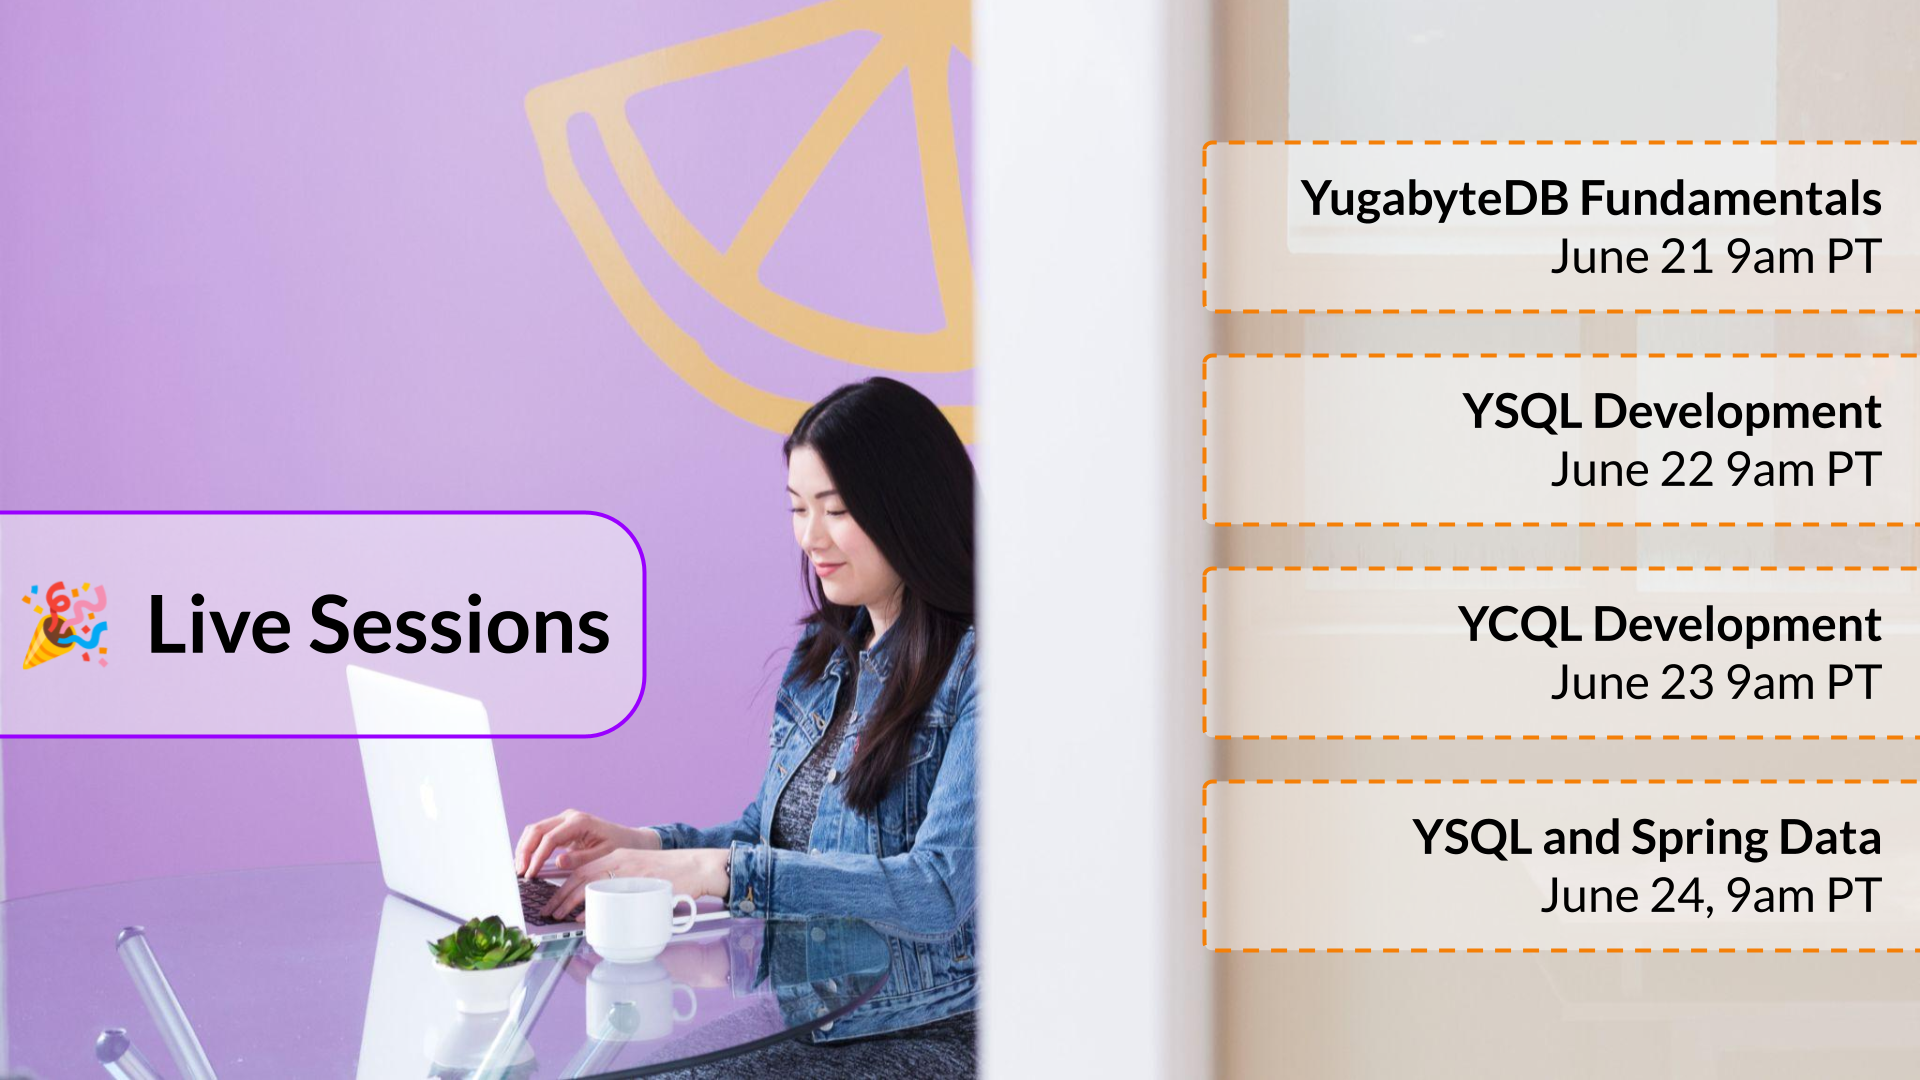 🎉 Live Sessions
YugabyteDB Fundamentals
June 21 9am PT
YSQL Development
June 22 9am PT
YCQL Development
June 23 9am PT
YSQL and Spring Data
June 24, 9am PT